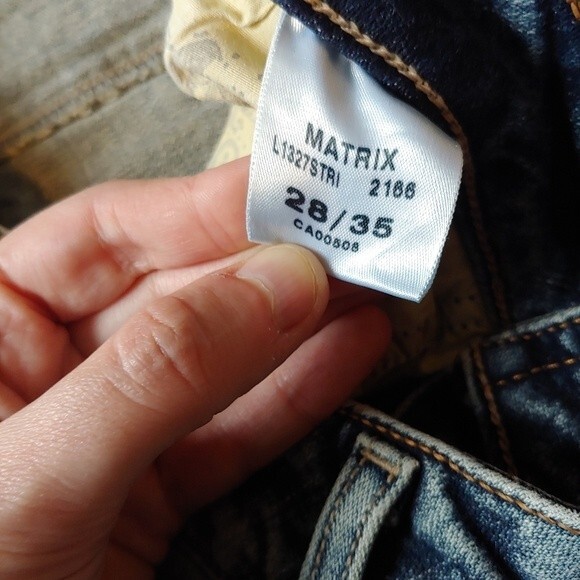 MATRIX
L1327STRI 2166
28/35
CA00508